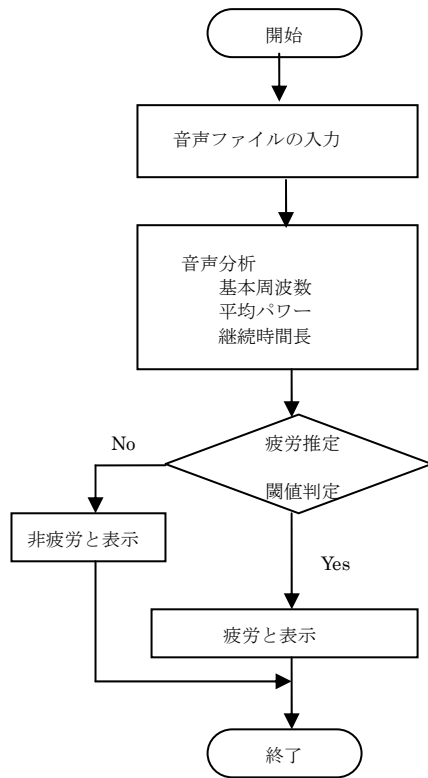 開始
音声ファイルの入力
音声分析
基本周波数
平均パワー
継続時間長
疲労推定
閾値判定
No
非疲労と表示
Yes
疲労と表示
終了